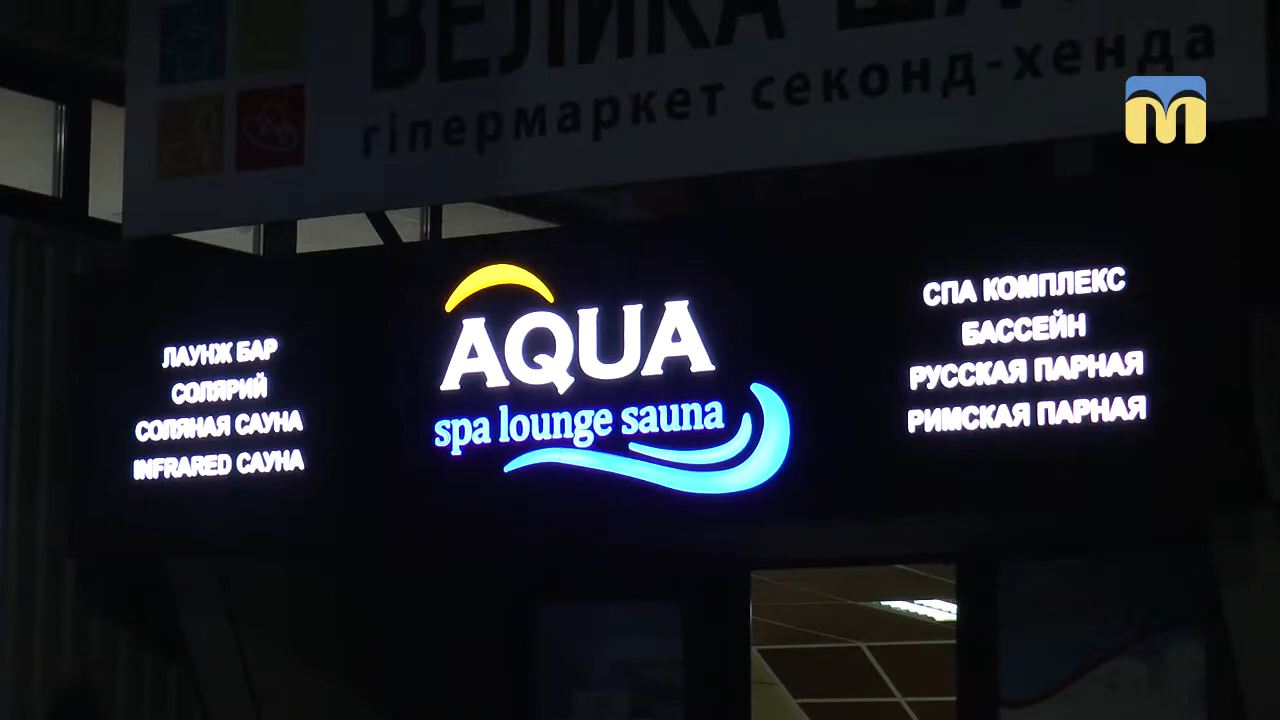 ВЕЛИКА
гіпермаркет секонд-хенда
ЛАУНЖ БАР
СОЛЯРИЙ
СОЛЯНАЯ САУНА
INFRARED САУНА
AQUA
spa lounge sauna
СПА КОМПЛЕКС
БАССЕЙН
РУССКАЯ ПАРНАЯ
РИМСКАЯ ПАРНАЯ